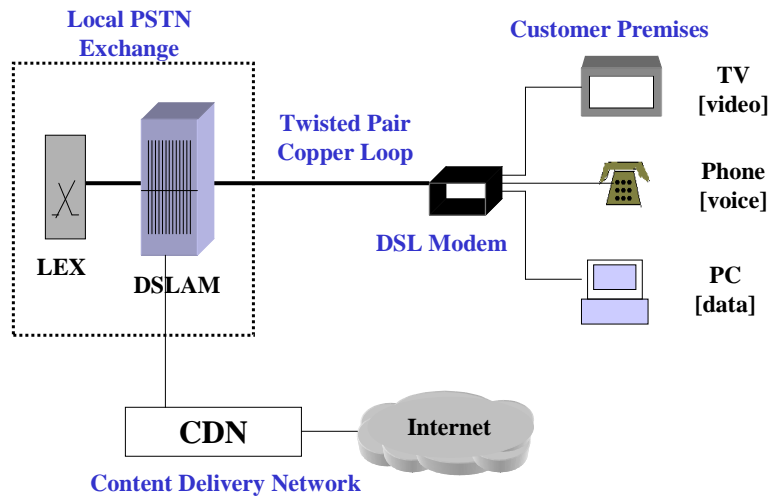 Local PSTN
Exchange
Customer Premises
TV
[video]
Twisted Pair
Copper Loop
Phone
[voice]
DSL Modem
LEX
DSLAM
PC
[data]
CDN
Internet
Content Delivery Network